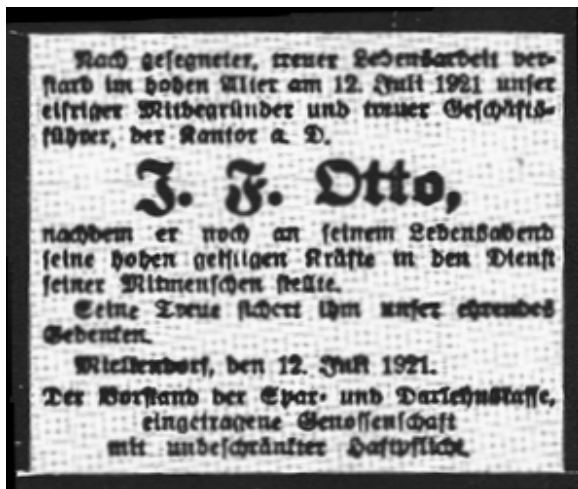 Nach gesegneter, treuer Lebensarbeit ver-
starb im hohen Alter am 12. Juli 1921 unser
eifriger Mitbegründer und treuer Geschäfts-
führer, der Kantor a. D.
J. F. Otto,
nachdem er noch an seinem Lebensabend
seine hohen geistigen Kräfte in den Dienst
seiner Mitmenschen stellte.
Seine Treue sichert ihm unser ehrendes
Gedenken.
den 12. Juli 1921.
Der Vorstand der Spar- und Darlehnskasse,
eingetragene Genossenschaft
mit unbeschränkter Haftpflicht.